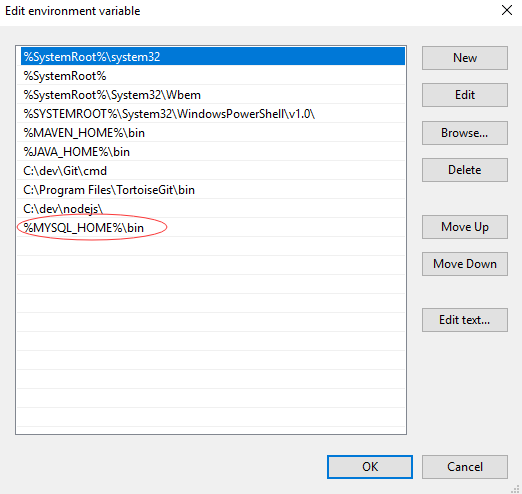 Edit environment variable
%SystemRoot%\system32
%SystemRoot%
%SystemRoot%\System32\Wbem
%SYSTEMROOT%\System32\WindowsPowerShell\v1.0\
%MAVEN_HOME%\bin
%JAVA_HOME%\bin
C:\dev\Git\cmd
C:\Program Files\TortoiseGit\bin
C:\dev\nodejs\
%MYSQL_HOME%\bin
New
Edit
Browse...
Delete
Move Up
Move Down
Edit text...
OK
Cancel